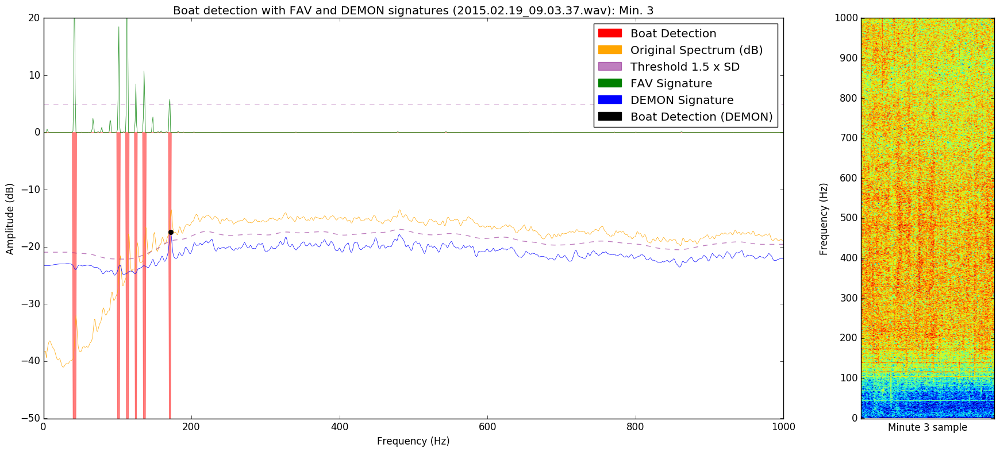 Boat detection with FAV and DEMON signatures (2015.02.19_09.03.37.wav): Min. 3
Boat Detection
Original Spectrum (dB)
Threshold 1.5 x SD
FAV Signature
DEMON Signature
Boat Detection (DEMON)
Amplitude (dB)
20
10
0
−10
−20
−30
−40
−50
0
200
400
600
800
1000
Frequency (Hz)
Frequency (Hz)
1000
900
800
700
600
500
400
300
200
100
0
Minute 3 sample